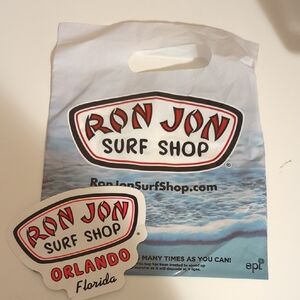 RON JON
SURF SHOP
®
RonJonSurfShop.com
MANY TIMES AS YOU CAN!
epi
RON JON
SURF SHOP
ORLANDO
Florida